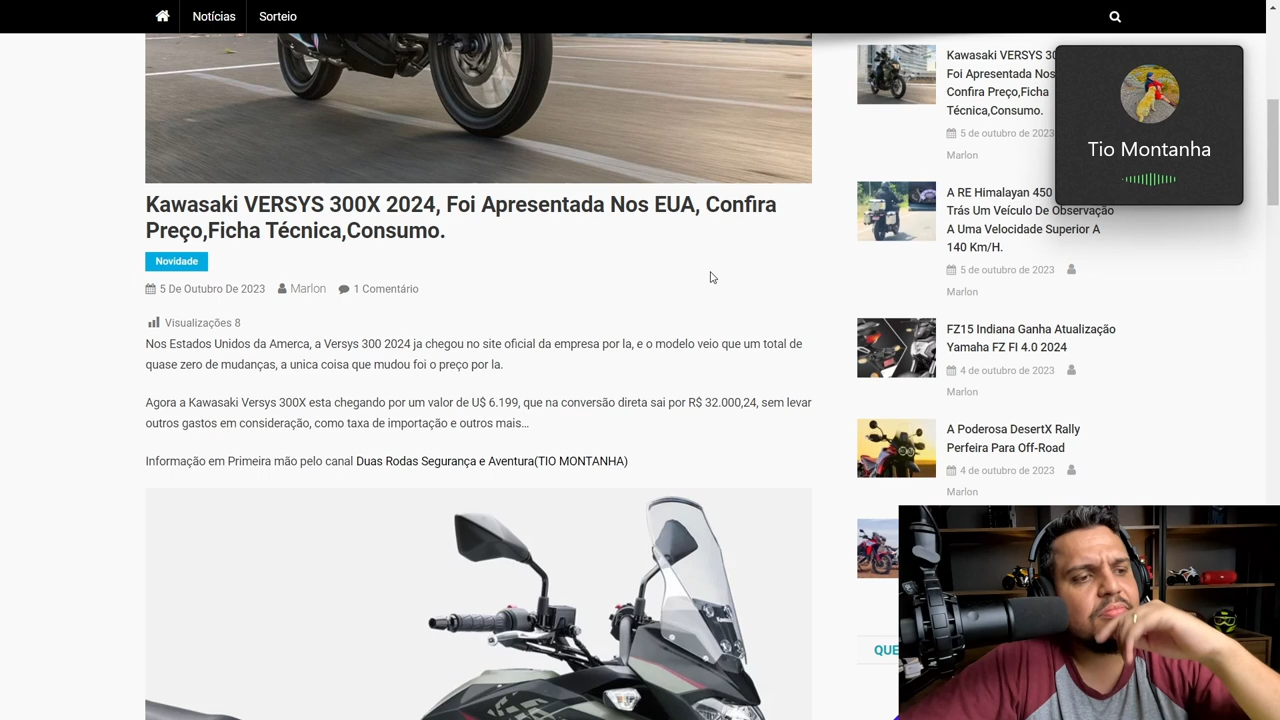 Notícias
Sorteio
Kawasaki VERSYS 300X 2024, Foi Apresentada Nos EUA, Confira
Preço,Ficha Técnica,Consumo.
Novidade
5 De Outubro De 2023
Marlon
1 Comentário
Visualizações 8
Nos Estados Unidos da Amerca, a Versys 300 2024 ja chegou no site oficial da empresa por la, e o modelo veio que um total de
quase zero de mudanças, a unica coisa que mudou foi o preço por la.
Agora a Kawasaki Versys 300X esta chegando por um valor de U$ 6.199, que na conversão direta sai por R$ 32.000,24, sem levar
outros gastos em consideração, como taxa de importação e outros mais…
Informação em Primeira mão pelo canal Duas Rodas Segurança e Aventura(TIO MONTANHA)
Kawasaki VERSYS
Foi Apresentada Nos
Confira Preço,Ficha
Técnica,Consumo.
5 de outubro de 2023
Marlon
A RE Himalayan 450
Trás Um Veículo De Observação
A Uma Velocidade Superior A
140 Km/H.
5 de outubro de 2023
Marlon
FZ15 Indiana Ganha Atualização
Yamaha FZ FI 4.0 2024
4 de outubro de 2023
Marlon
A Poderosa DesertX Rally
Perfeira Para Off-Road
4 de outubro de 2023
Marlon
QUE
Tio Montanha